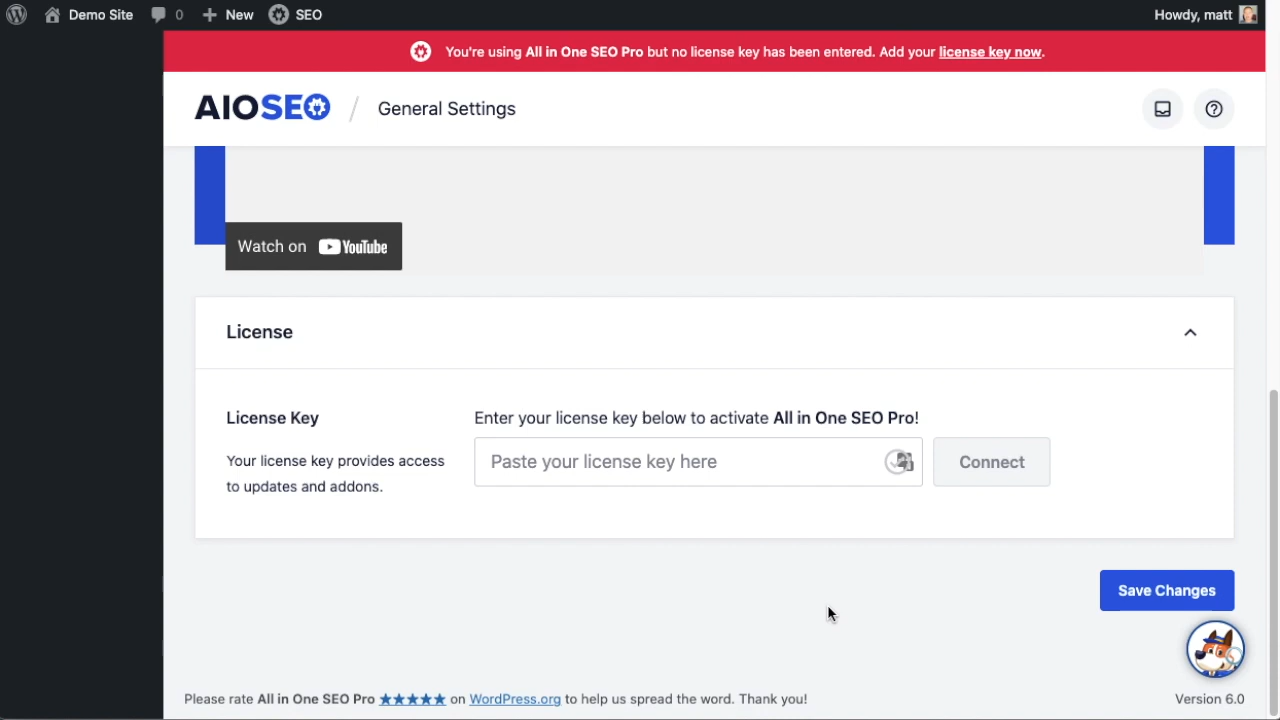 Demo Site 0 New SEO Howdy, matt
You're using All in One SEO Pro but no license key has been entered. Add your license key now.
AIOSEO / General Settings
Watch on YouTube
License
License Key
Enter your license key below to activate All in One SEO Pro!
Your license key provides access
to updates and addons.
Paste your license key here
Connect
Save Changes
Please rate All in One SEO Pro ★★★★★ on WordPress.org to help us spread the word. Thank you!
Version 6.0